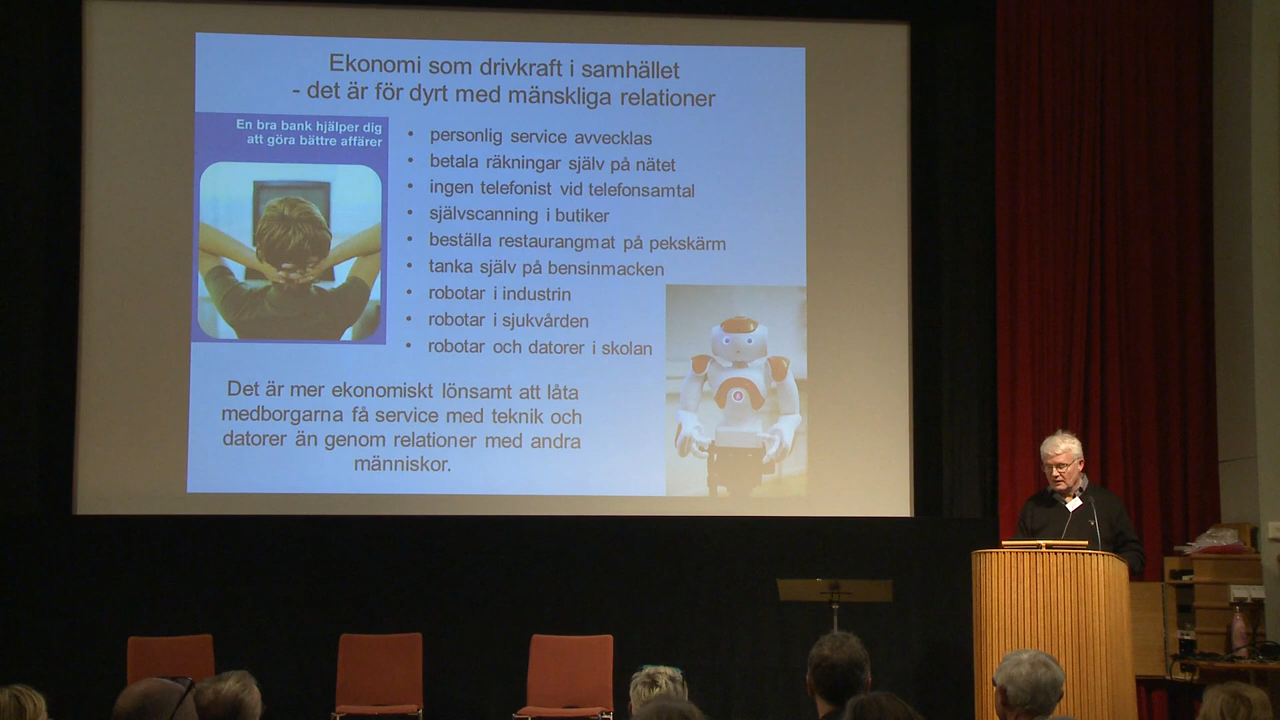 Ekonomi som drivkraft i samhället
- det är för dyrt med mänskliga relationer
En bra bank hjälper dig
att göra bättre affärer
• personlig service avvecklas
• betala räkningar själv på nätet
• ingen telefonist vid telefonsamtal
• självscanning i butiker
• beställa restaurangmat på pekskärm
• tanka själv på bensinmacken
• robotar i industrin
• robotar i sjukvården
• robotar och datorer i skolan
Det är mer ekonomiskt lönsamt att låta
medborgarna få service med teknik och
datorer än genom relationer med andra
människor.